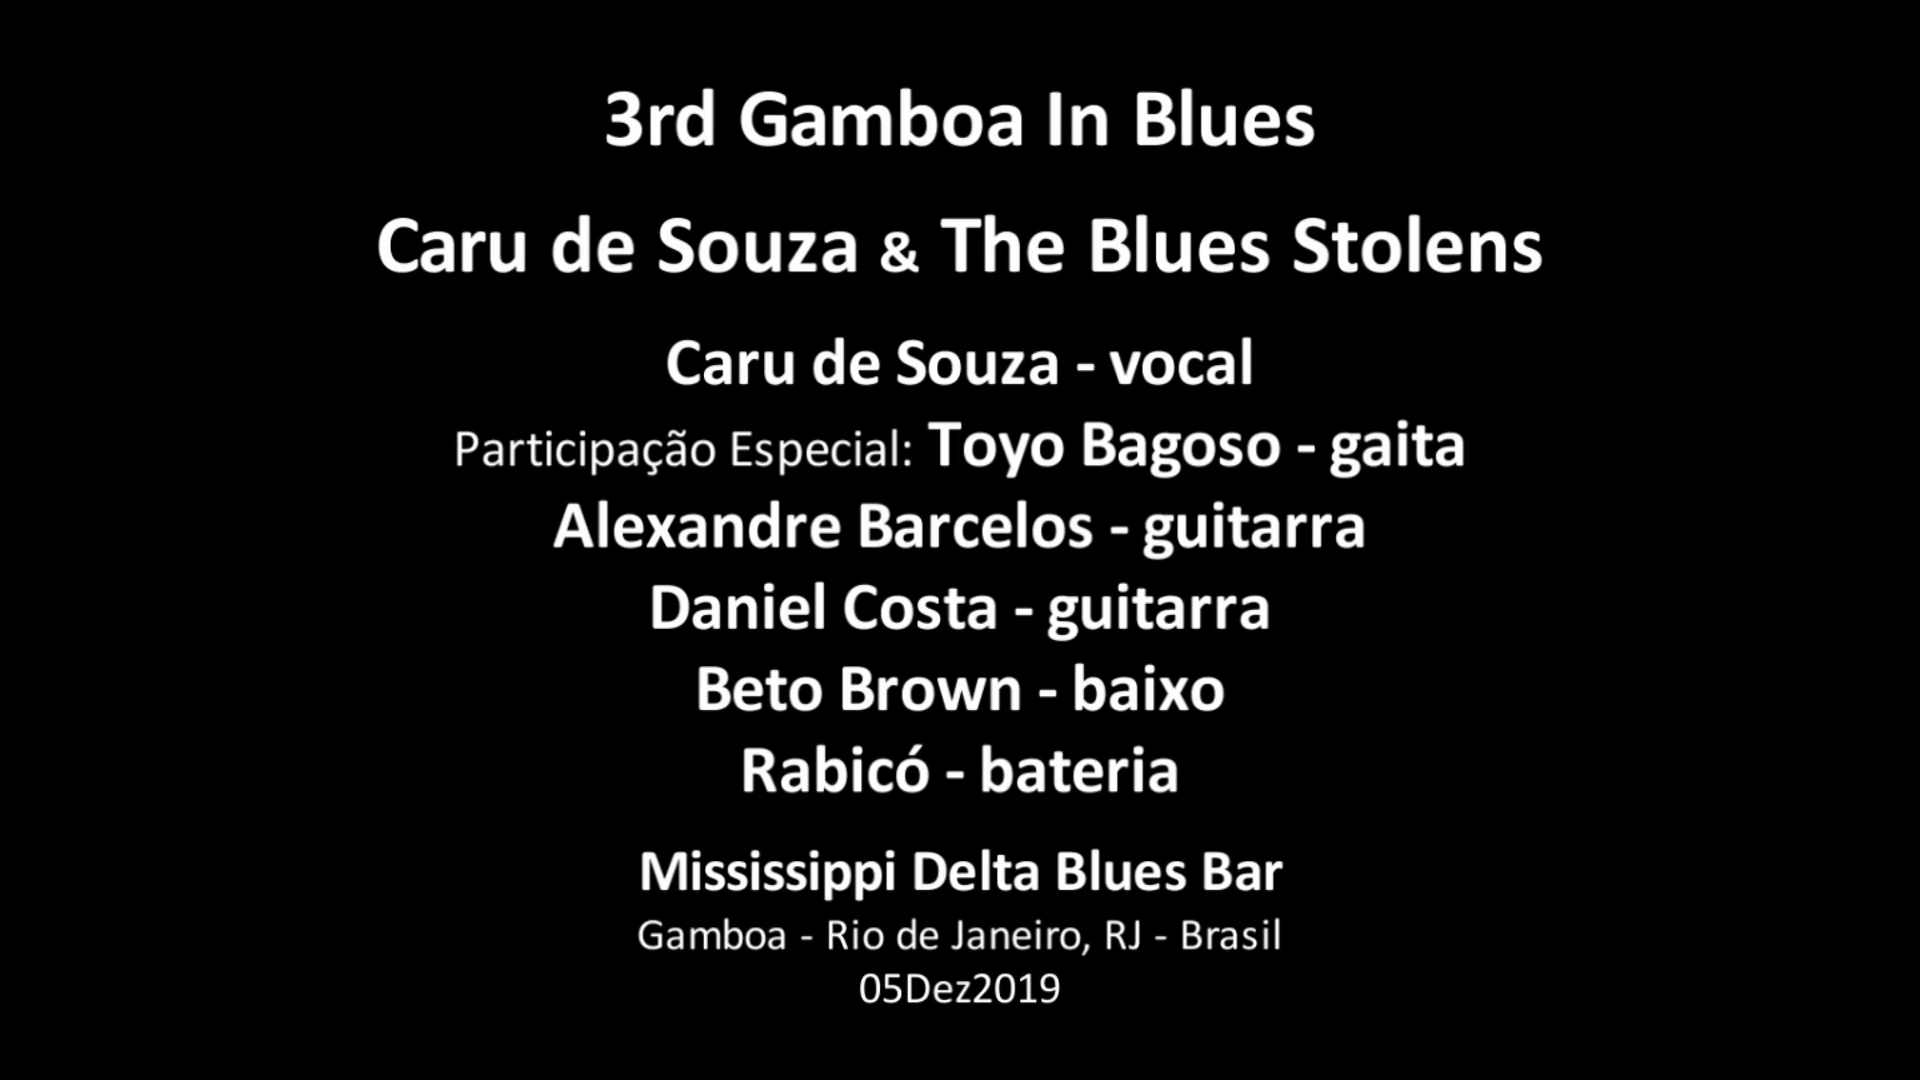 3rd Gamboa In Blues
Caru de Souza & The Blues Stolens
Caru de Souza - vocal
Participação Especial: Toyo Bagoso - gaita
Alexandre Barcelos - guitarra
Daniel Costa - guitarra
Beto Brown - baixo
Rabicó - bateria
Mississippi Delta Blues Bar
Gamboa - Rio de Janeiro, RJ - Brasil
05Dez2019